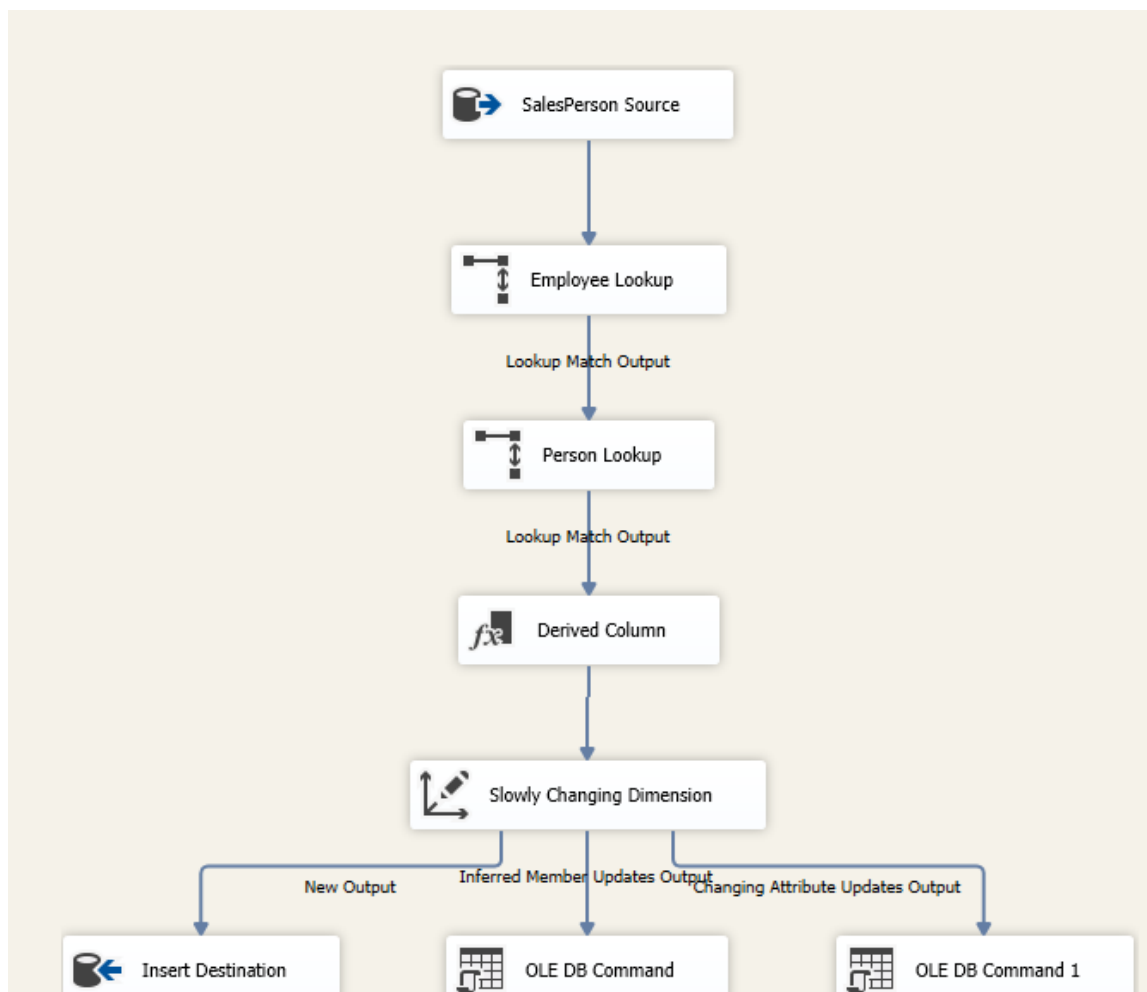 SalesPerson Source
Employee Lookup
Lookup Match Output
Person Lookup
Lookup Match Output
fx Derived Column
Slowly Changing Dimension
New Output
Inferred Member Updates Output
Changing Attribute Updates Output
Insert Destination
OLE DB Command
OLE DB Command 1